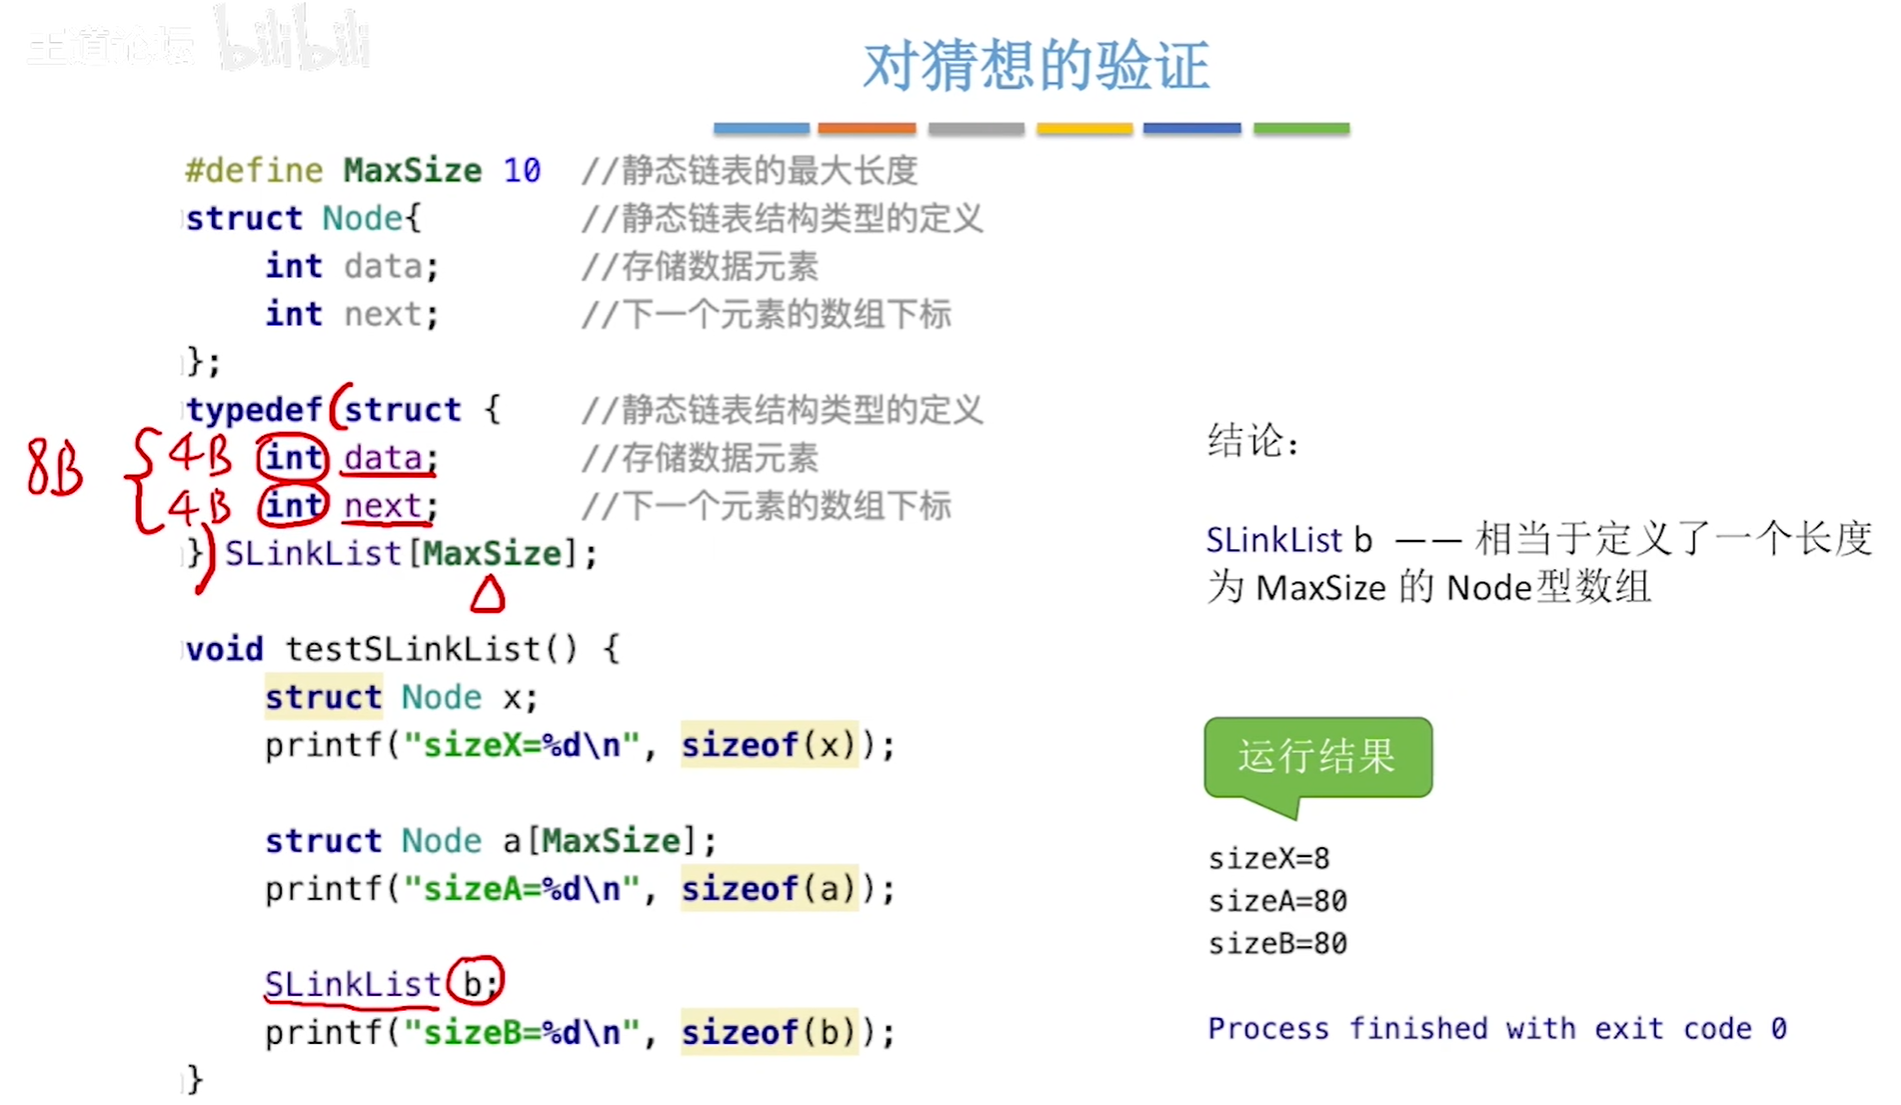 王道论坛 bilibili
对猜想的验证
#define MaxSize 10 //静态链表的最大长度
struct Node{ //静态链表结构类型的定义
int data; //存储数据元素
int next; //下一个元素的数组下标
};
typedef (struct { //静态链表结构类型的定义
8B { 4B int data; //存储数据元素
4B int next; //下一个元素的数组下标
}) SLinkList[MaxSize];
void testSLinkList() {
struct Node x;
printf("sizeX=%d\n", sizeof(x));
struct Node a[MaxSize];
printf("sizeA=%d\n", sizeof(a));
SLinkList b;
printf("sizeB=%d\n", sizeof(b));
}
结论：
SLinkList b —— 相当于定义了一个长度
为 MaxSize 的 Node型数组
运行结果
sizeX=8
sizeA=80
sizeB=80
Process finished with exit code 0